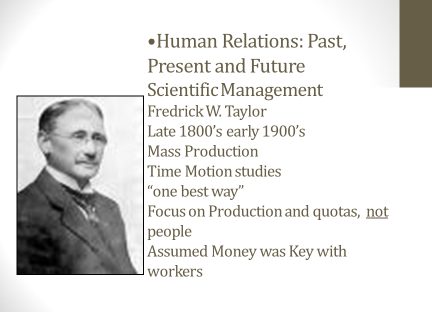 •Human Relations: Past,
Present and Future
Scientific Management
Fredrick W. Taylor
Late 1800’s early 1900’s
Mass Production
Time Motion studies
“one best way”
Focus on Production and quotas, not
people
Assumed Money was Key with
workers